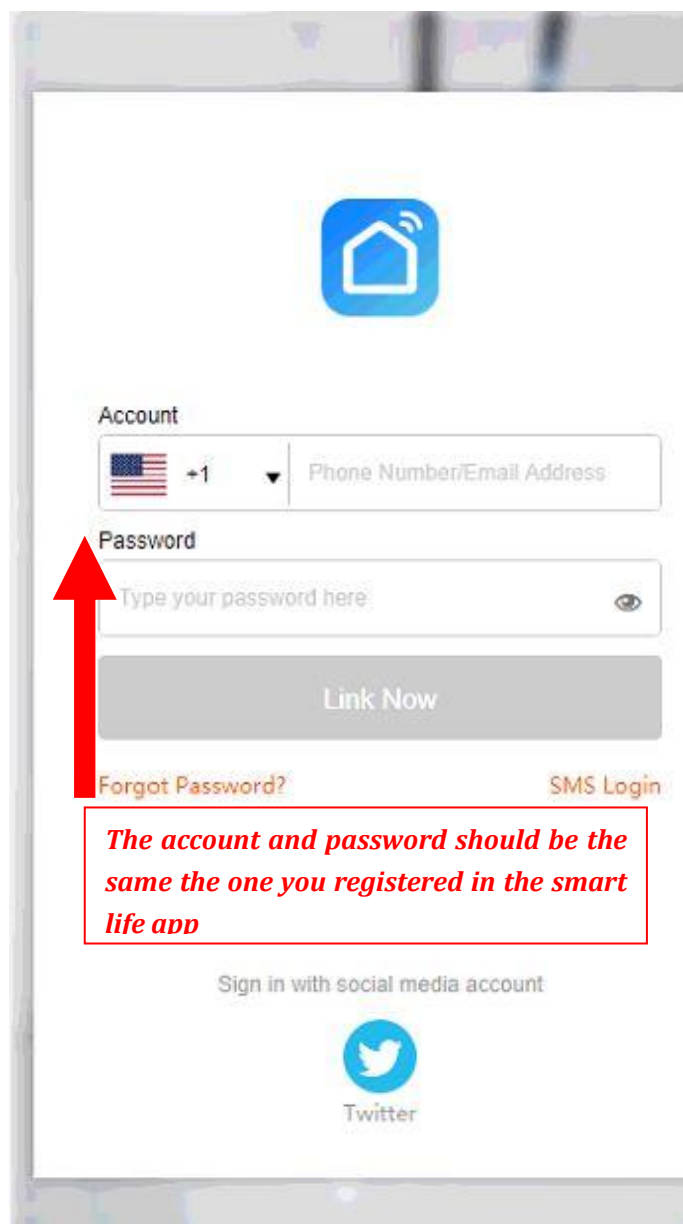 Account
+1 Phone Number/Email Address
Password
Type your password here
Link Now
Forgot Password? SMS Login
The account and password should be the
same the one you registered in the smart
life app
Sign in with social media account
Twitter